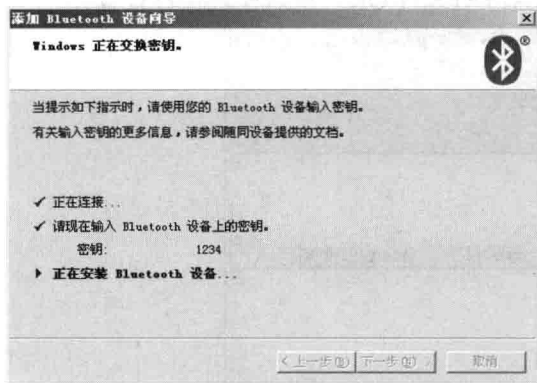 添加 Bluetooth 设备向导
Windows 正在交换密钥。
®
当提示如下指示时，请使用您的 Bluetooth 设备输入密钥。
有关输入密钥的更多信息，请参阅随同设备提供的文档。
✓ 正在连接...
✓ 请现在输入 Bluetooth 设备上的密钥。
密钥: 1234
正在安装 Bluetooth 设备...
<上一步(B) 下一步(N) > 取消